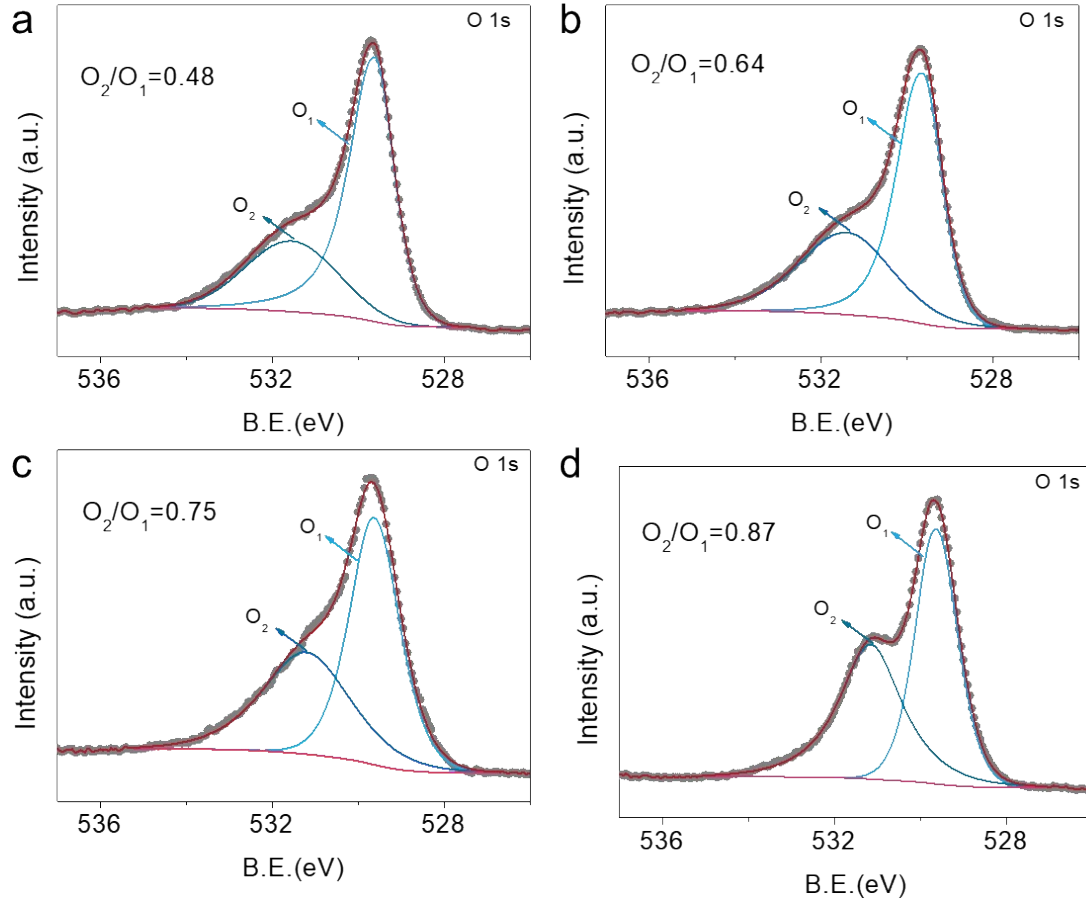 a
O 1s
O₂/O₁=0.48
O₁
O₂
Intensity (a.u.)
536 532 528
B.E.(eV)
b
O 1s
O₂/O₁=0.64
O₁
O₂
Intensity (a.u.)
536 532 528
B.E.(eV)
c
O 1s
O₂/O₁=0.75
O₁
O₂
Intensity (a.u.)
536 532 528
B.E.(eV)
d
O 1s
O₂/O₁=0.87
O₁
O₂
Intensity (a.u.)
536 532 528
B.E.(eV)